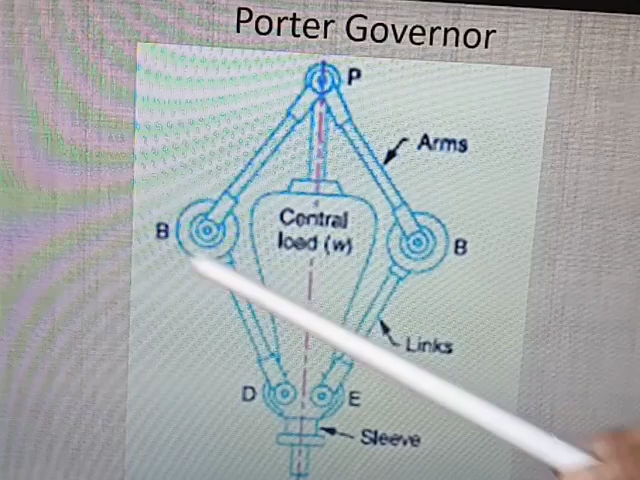 Porter Governor
P
Arms
B
Central
load (w)
B
Links
D
E
Sleeve